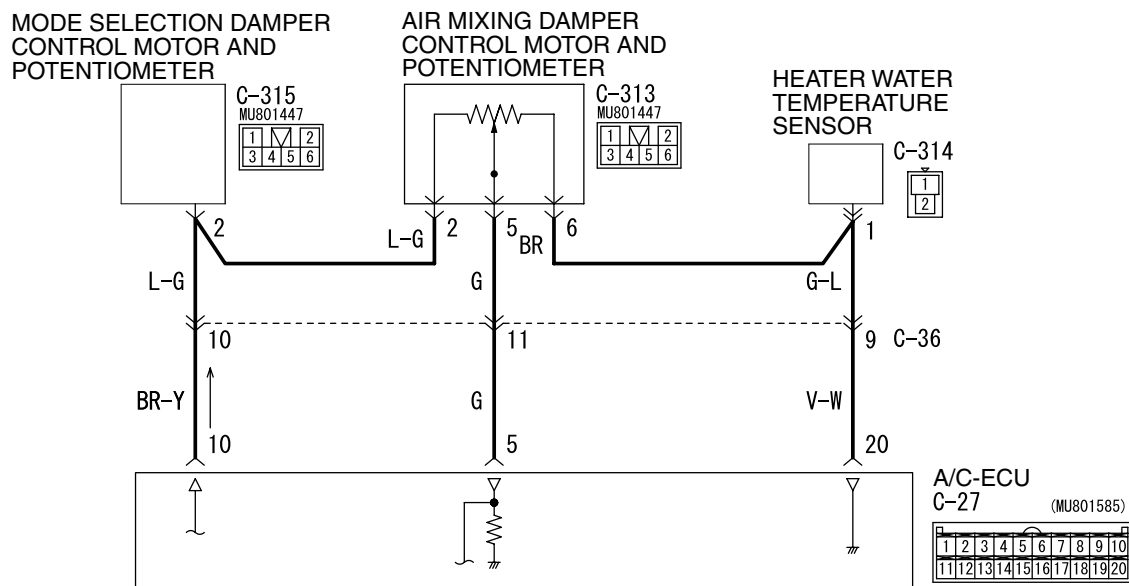 MODE SELECTION DAMPER
CONTROL MOTOR AND
POTENTIOMETER
AIR MIXING DAMPER
CONTROL MOTOR AND
POTENTIOMETER
HEATER WATER
TEMPERATURE
SENSOR
C-315
MU801447
1 2
3 4 5 6
C-313
MU801447
1 2
3 4 5 6
C-314
1
2
2
L-G
2
5
BR
6
1
L-G
G
G-L
10
11
9
C-36
BR-Y
G
V-W
10
5
20
A/C-ECU
C-27
(MU801585)
1 2 3 4 5 6 7 8 9 10
11 12 13 14 15 16 17 18 19 20